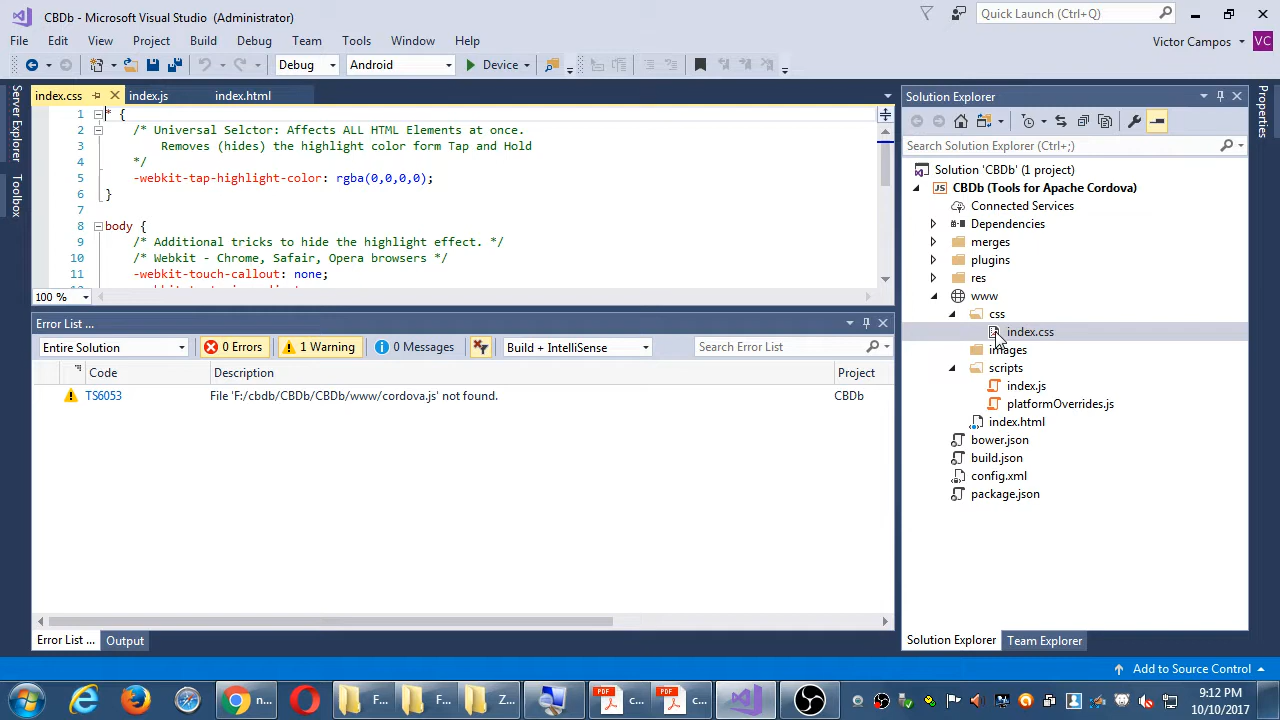 CBDb - Microsoft Visual Studio (Administrator)
Quick Launch (Ctrl+Q)
File Edit View Project Build Debug Team Tools Window Help
Victor Campos VC
Debug Android Device
index.css index.js index.html
Server Explorer
Toolbox
1 * {
2 /* Universal Selctor: Affects ALL HTML Elements at once.
3 Removes (hides) the highlight color form Tap and Hold
4 */
5 -webkit-tap-highlight-color: rgba(0,0,0,0);
6 }
7
8 body {
9 /* Additional tricks to hide the highlight effect. */
10 /* Webkit - Chrome, Safair, Opera browsers */
11 -webkit-touch-callout: none;
100 %
Error List ...
Entire Solution 0 Errors 1 Warning 0 Messages Build + IntelliSense Search Error List
Code Description Project
TS6053 File 'F:/cbdb/CBDb/CBDb/www/cordova.js' not found. CBDb
Error List ... Output
Solution Explorer
Search Solution Explorer (Ctrl+;)
Solution 'CBDb' (1 project)
JS CBDb (Tools for Apache Cordova)
Connected Services
Dependencies
merges
plugins
res
www
css
index.css
images
scripts
index.js
platformOverrides.js
index.html
bower.json
build.json
config.xml
package.json
Solution Explorer Team Explorer
Properties
Add to Source Control
n... F... F... Z... PDF c... PDF c...
9:12 PM
10/10/2017